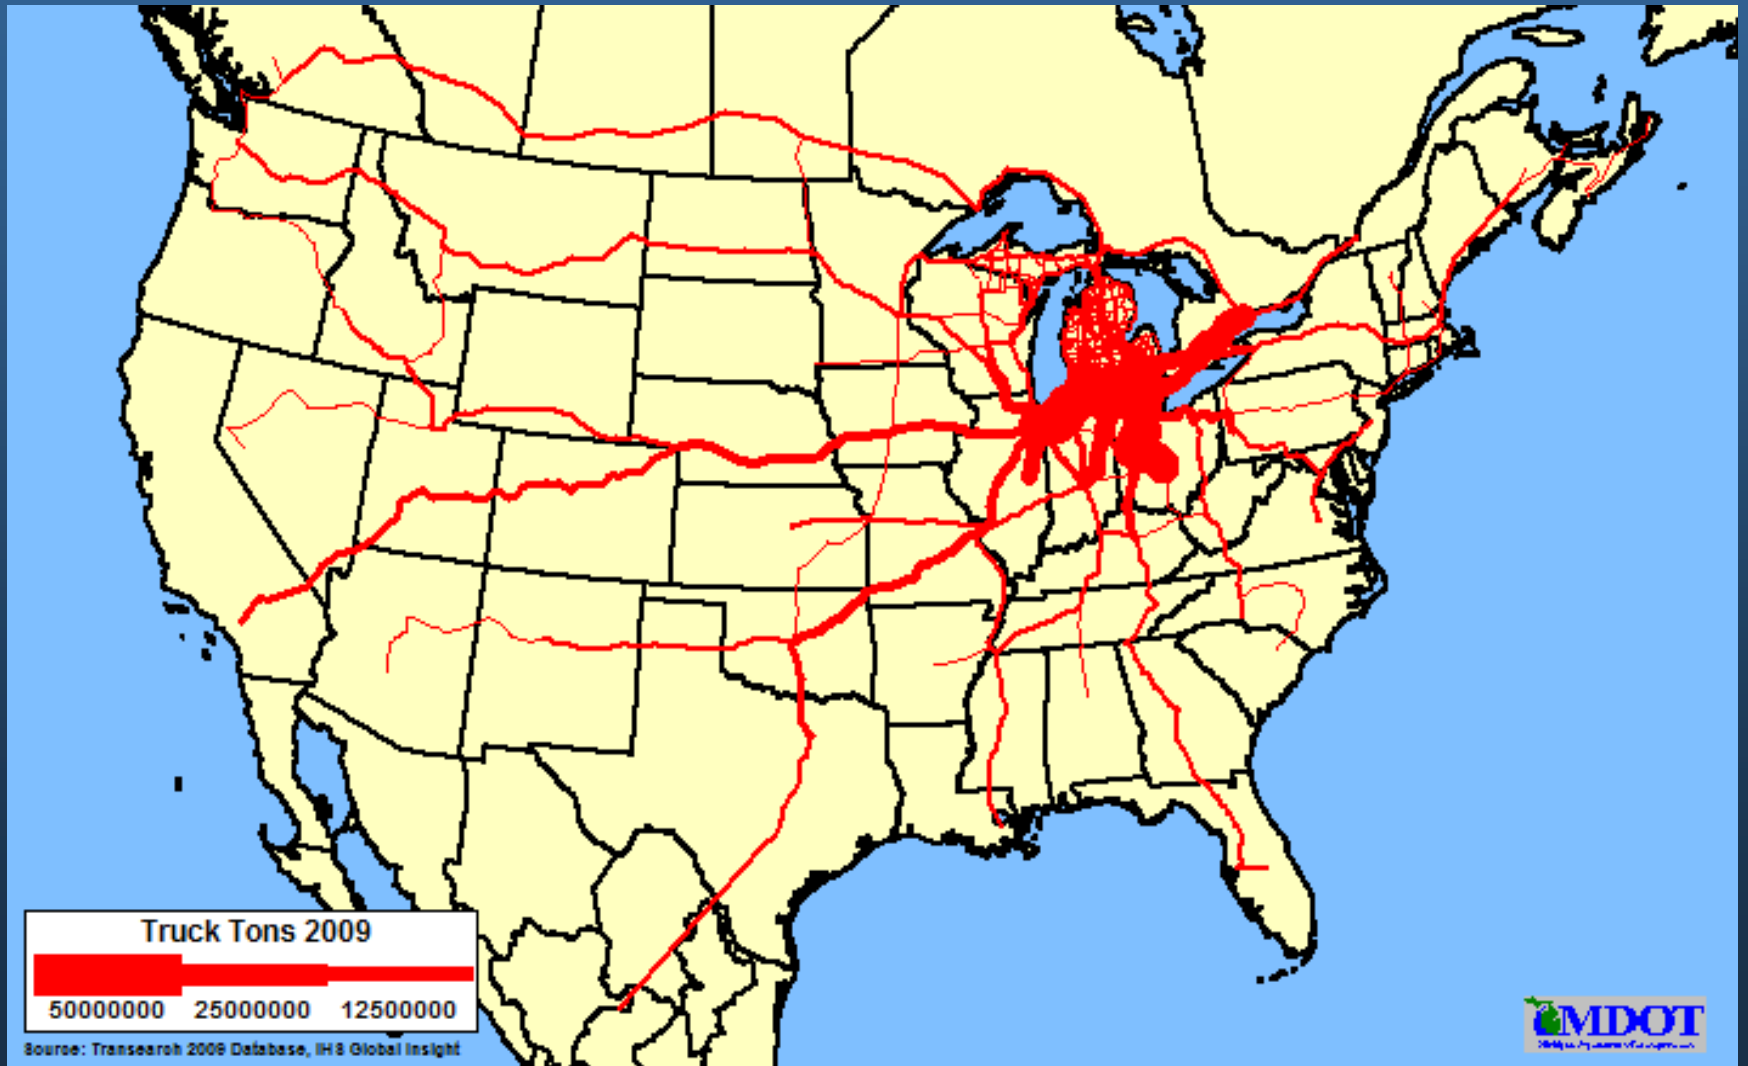 Truck Tons 2009
50000000 25000000 12500000
Source: Transearch 2009 Database, IHS Global Insight
MDOT